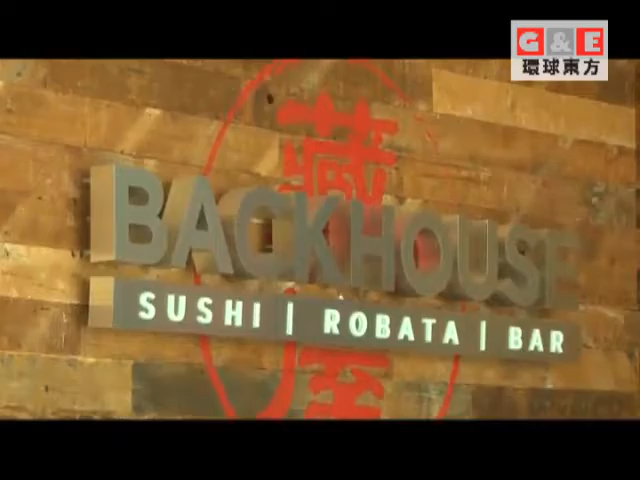 G&E
環球東方
藏
BACKHOUSE
SUSHI | ROBATA | BAR